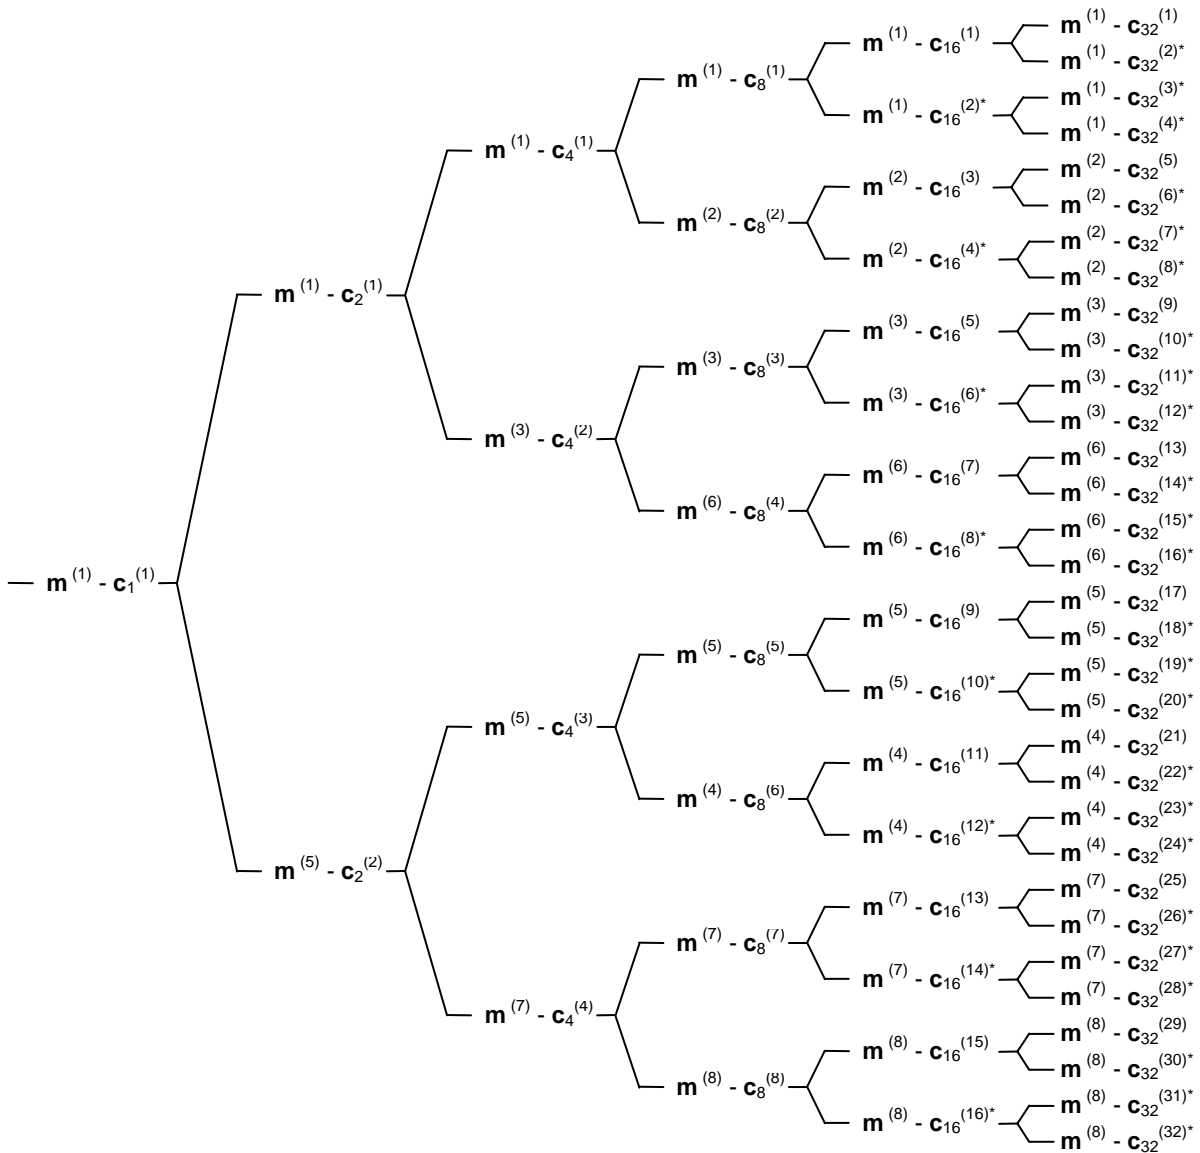 m (1) - c32(1)
m (1) - c16(1)
m (1) - c32(2)*
m (1) - c8(1)
m (1) - c32(3)*
m (1) - c16(2)*
m (1) - c32(4)*
m (1) - c4(1)
m (2) - c32(5)
m (2) - c16(3)
m (2) - c32(6)*
m (2) - c8(2)
m (2) - c32(7)*
m (2) - c16(4)*
m (2) - c32(8)*
m (1) - c2(1)
m (3) - c32(9)
m (3) - c16(5)
m (3) - c32(10)*
m (3) - c8(3)
m (3) - c32(11)*
m (3) - c16(6)*
m (3) - c32(12)*
m (3) - c4(2)
m (6) - c32(13)
m (6) - c16(7)
m (6) - c32(14)*
m (6) - c8(4)
m (6) - c32(15)*
m (6) - c16(8)*
m (6) - c32(16)*
m (1) - c1(1)
m (5) - c32(17)
m (5) - c16(9)
m (5) - c32(18)*
m (5) - c8(5)
m (5) - c32(19)*
m (5) - c16(10)*
m (5) - c32(20)*
m (5) - c4(3)
m (4) - c32(21)
m (4) - c16(11)
m (4) - c32(22)*
m (4) - c8(6)
m (4) - c32(23)*
m (4) - c16(12)*
m (4) - c32(24)*
m (5) - c2(2)
m (7) - c32(25)
m (7) - c16(13)
m (7) - c32(26)*
m (7) - c8(7)
m (7) - c32(27)*
m (7) - c16(14)*
m (7) - c32(28)*
m (7) - c4(4)
m (8) - c32(29)
m (8) - c16(15)
m (8) - c32(30)*
m (8) - c8(8)
m (8) - c32(31)*
m (8) - c16(16)*
m (8) - c32(32)*